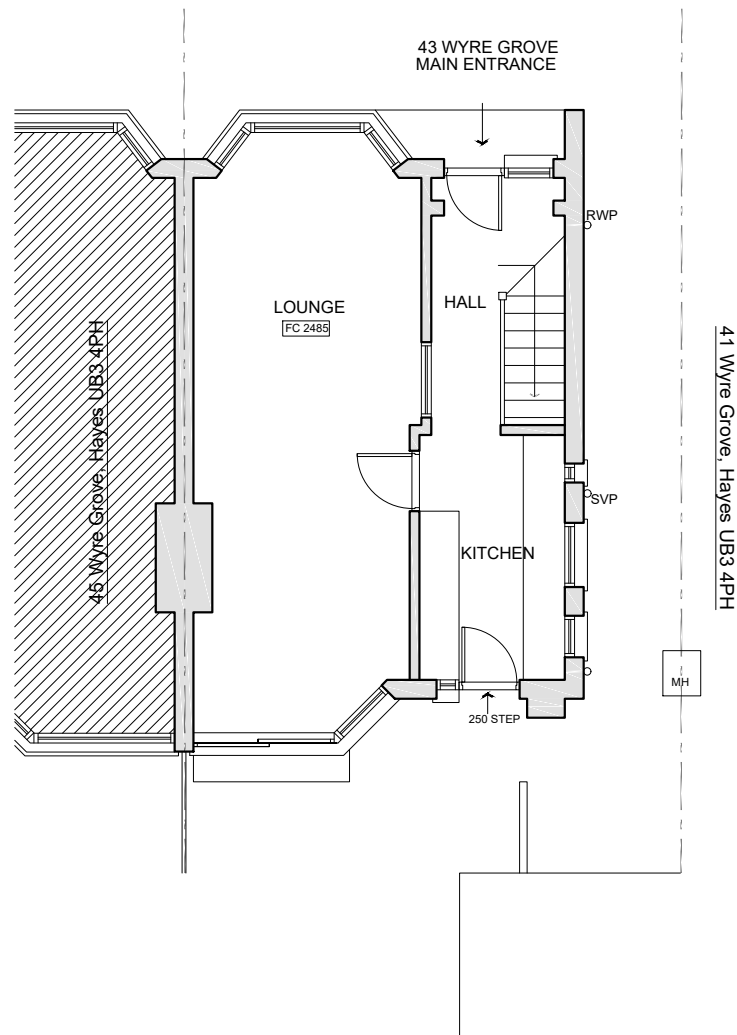 43 WYRE GROVE
MAIN ENTRANCE
RWP
LOUNGE
FC 2485
HALL
45 Wyre Grove, Hayes UB3 4PH
41 Wyre Grove, Hayes UB3 4PH
SVP
KITCHEN
MH
250 STEP